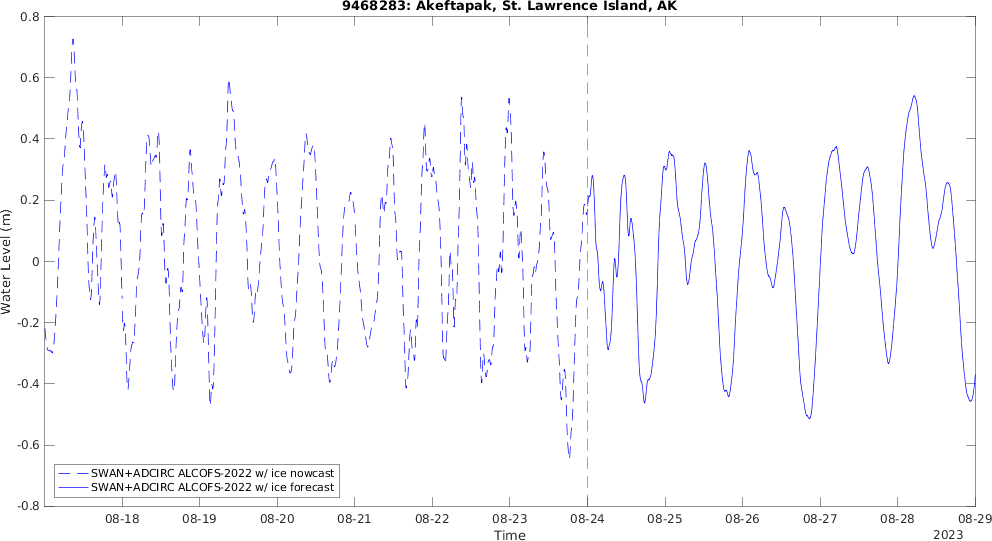 9468283: Akeftapak, St. Lawrence Island, AK
0.8
0.6
0.4
0.2
0
-0.2
-0.4
-0.6
-0.8
Water Level (m)
SWAN+ADCIRC ALCOFS-2022 w/ ice nowcast
SWAN+ADCIRC ALCOFS-2022 w/ ice forecast
08-18 08-19 08-20 08-21 08-22 08-23 08-24 08-25 08-26 08-27 08-28 08-29
Time
2023